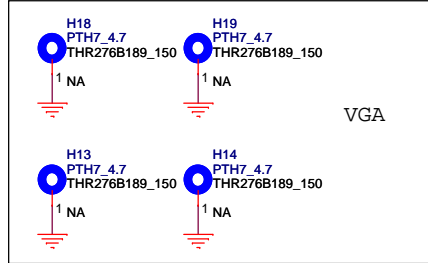 H18
PTH7_4.7
THR276B189_150
1 NA
H19
PTH7_4.7
THR276B189_150
1 NA
VGA
H13
PTH7_4.7
THR276B189_150
1 NA
H14
PTH7_4.7
THR276B189_150
1 NA